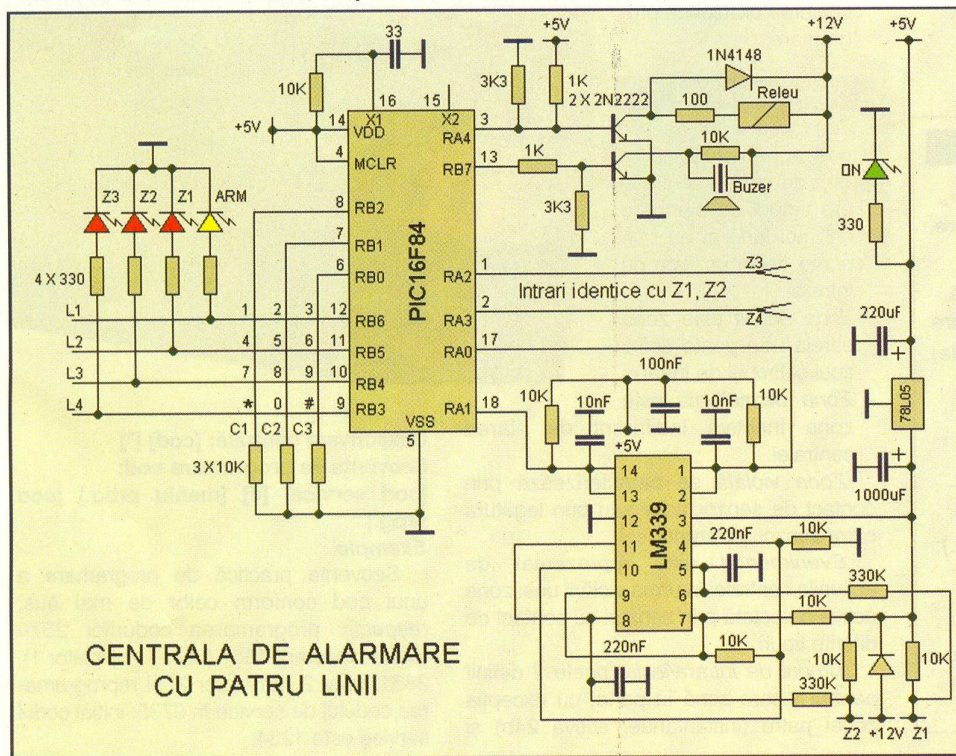 +5V
33
+12V
+5V
1N4148
10K
3K3
1K
2 X 2N2222
100
Releu
16
15
X1
X2
+5V
14
VDD
RA4
3
10K
4
MCLR
RB7
13
1K
ON
Buzer
Z3
Z2
Z1
ARM
8
RB2
3K3
330
7
RB1
PIC16F84
6
RB0
RA2
1
Z3
4 X 330
Intrari identice cu Z1, Z2
L1
1
2
3
12
RB6
RA3
2
Z4
220uF
L2
4
5
6
11
RB5
RA0
17
+
L3
7
8
9
10
RB4
100nF
78L05
L4
*
0
#
9
RB3
RA1
18
10K
10nF
10nF
10K
VSS
5
+5V
C1
C2
C3
14
1
+
3 X 10K
13
2
1000uF
12
LM339
3
11
4
220nF
10K
10
5
330K
9
6
10K
8
7
220nF
10K
10K
10K
330K
CENTRALA DE ALARMARE
CU PATRU LINII
Z2
+12V
Z1